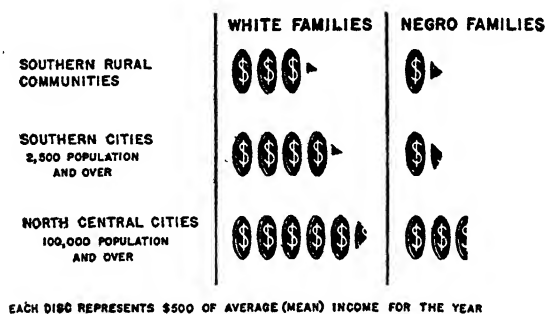 WHITE FAMILIES
NEGRO FAMILIES
SOUTHERN RURAL
COMMUNITIES
$ $ $
$
SOUTHERN CITIES
2,500 POPULATION
AND OVER
$ $ $ $
$
NORTH CENTRAL CITIES
100,000 POPULATION
AND OVER
$ $ $ $ $
$ $ $
EACH DISC REPRESENTS $500 OF AVERAGE (MEAN) INCOME FOR THE YEAR